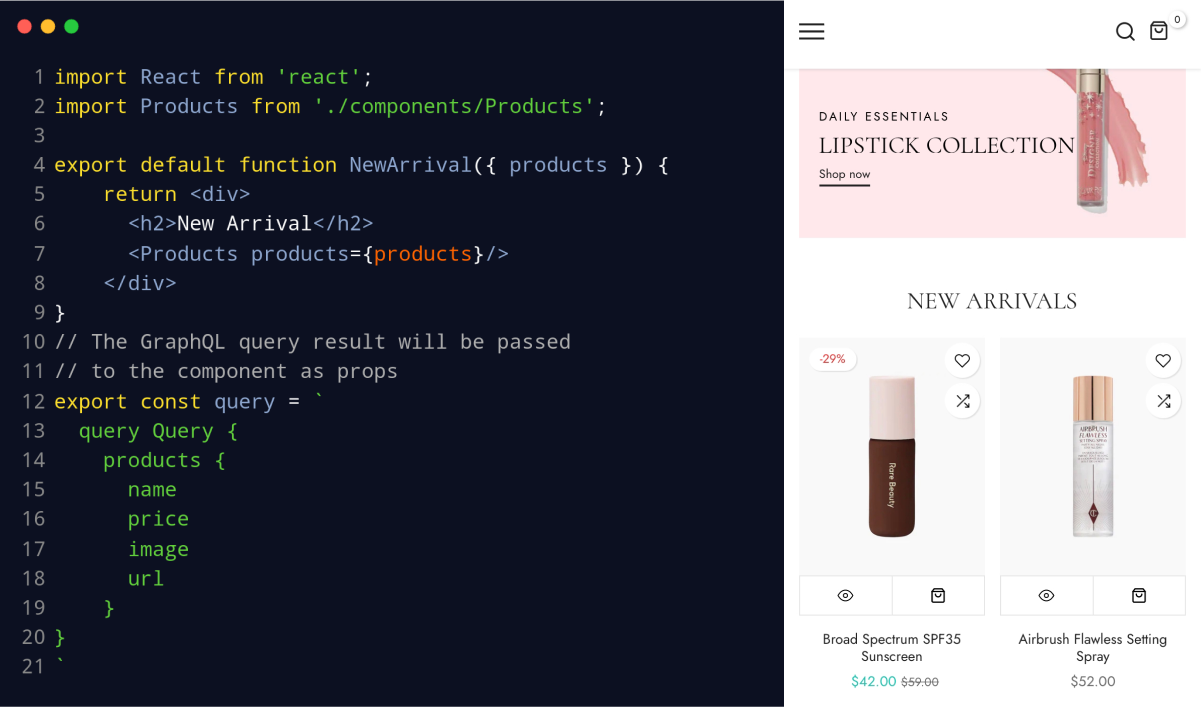 1 import React from 'react';
2 import Products from './components/Products';
3
4 export default function NewArrival({ products }) {
5     return <div>
6       <h2>New Arrival</h2>
7       <Products products={products}/>
8     </div>
9 }
10 // The GraphQL query result will be passed
11 // to the component as props
12 export const query = `
13   query Query {
14     products {
15       name
16       price
17       image
18       url
19     }
20 }
21 `
0
DAILY ESSENTIALS
LIPSTICK COLLECTION
Shop now
NEW ARRIVALS
-29%
Rare Beauty
AIRBRUSH
FLAWLESS
SETTING SPRAY
Broad Spectrum SPF35
Sunscreen
$42.00 $59.00
Airbrush Flawless Setting
Spray
$52.00